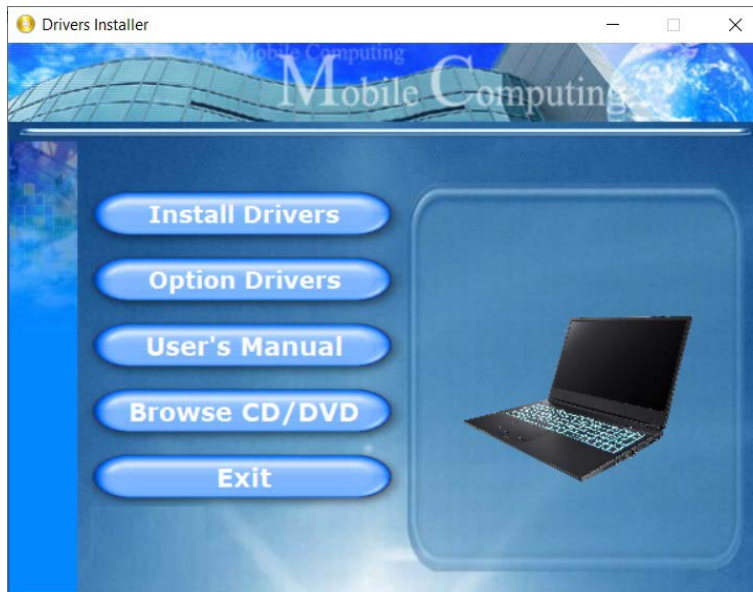 Drivers Installer
Mobile Computing
Mobile Computing
Install Drivers
Option Drivers
User's Manual
Browse CD/DVD
Exit